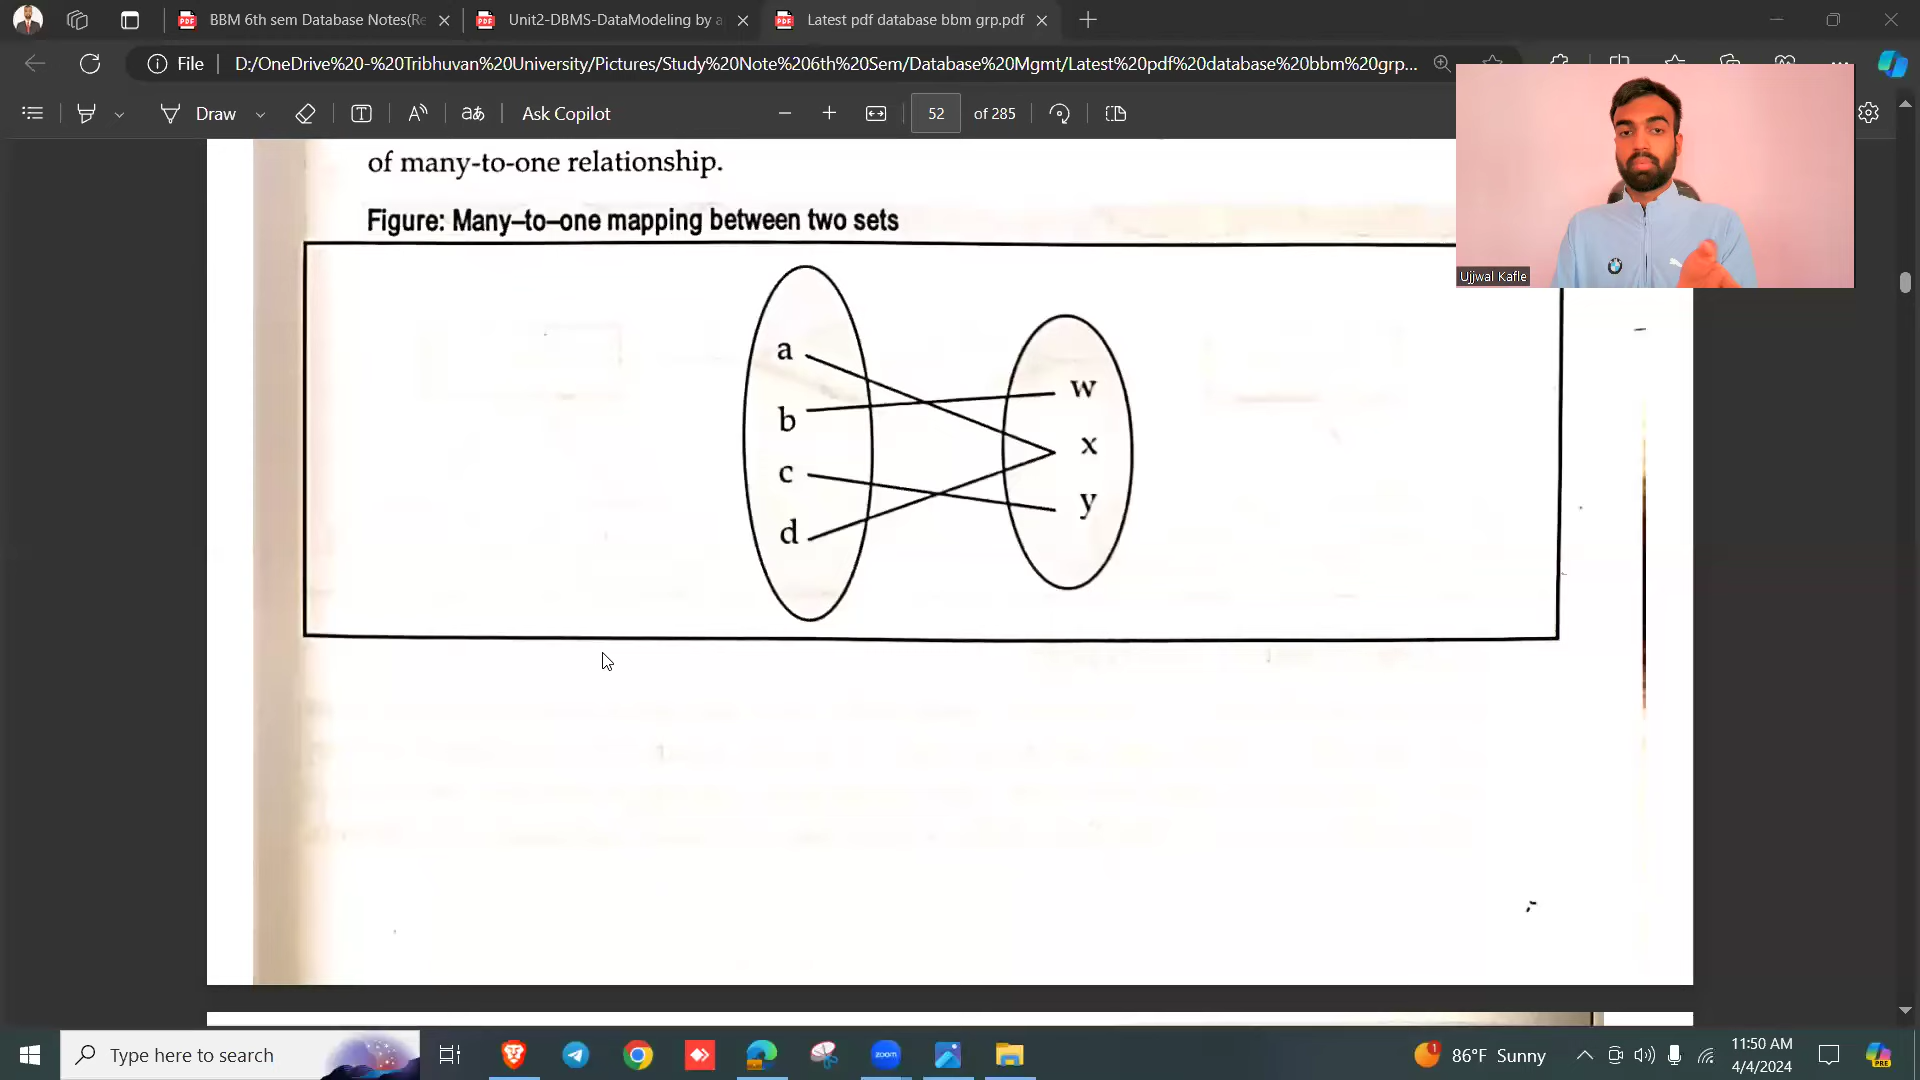 BBM 6th sem Database Notes(Re
Unit2-DBMS-DataModeling by a
Latest pdf database bbm grp.pdf
File
D:/OneDrive%20-%20Tribhuvan%20University/Pictures/Study%20Note%206th%20Sem/Database%20Mgmt/Latest%20pdf%20database%20bbm%20grp...
Draw
Ask Copilot
52
of 285
Ujjwal Kafle
of many-to-one relationship.
Figure: Many–to–one mapping between two sets
a
b
c
d
w
x
y
Type here to search
zoom
1
86°F Sunny
11:50 AM
4/4/2024
PRE